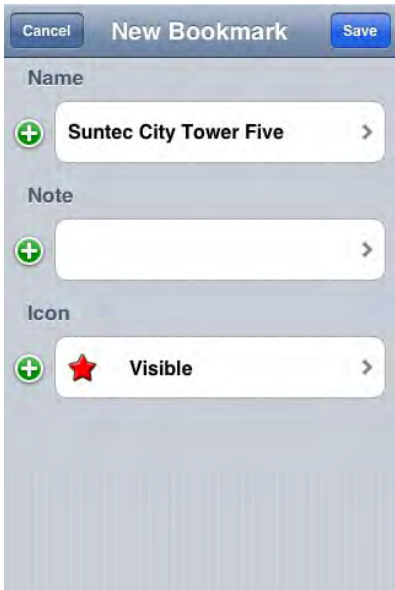 Cancel New Bookmark Save
Name
Suntec City Tower Five
Note
Icon
Visible